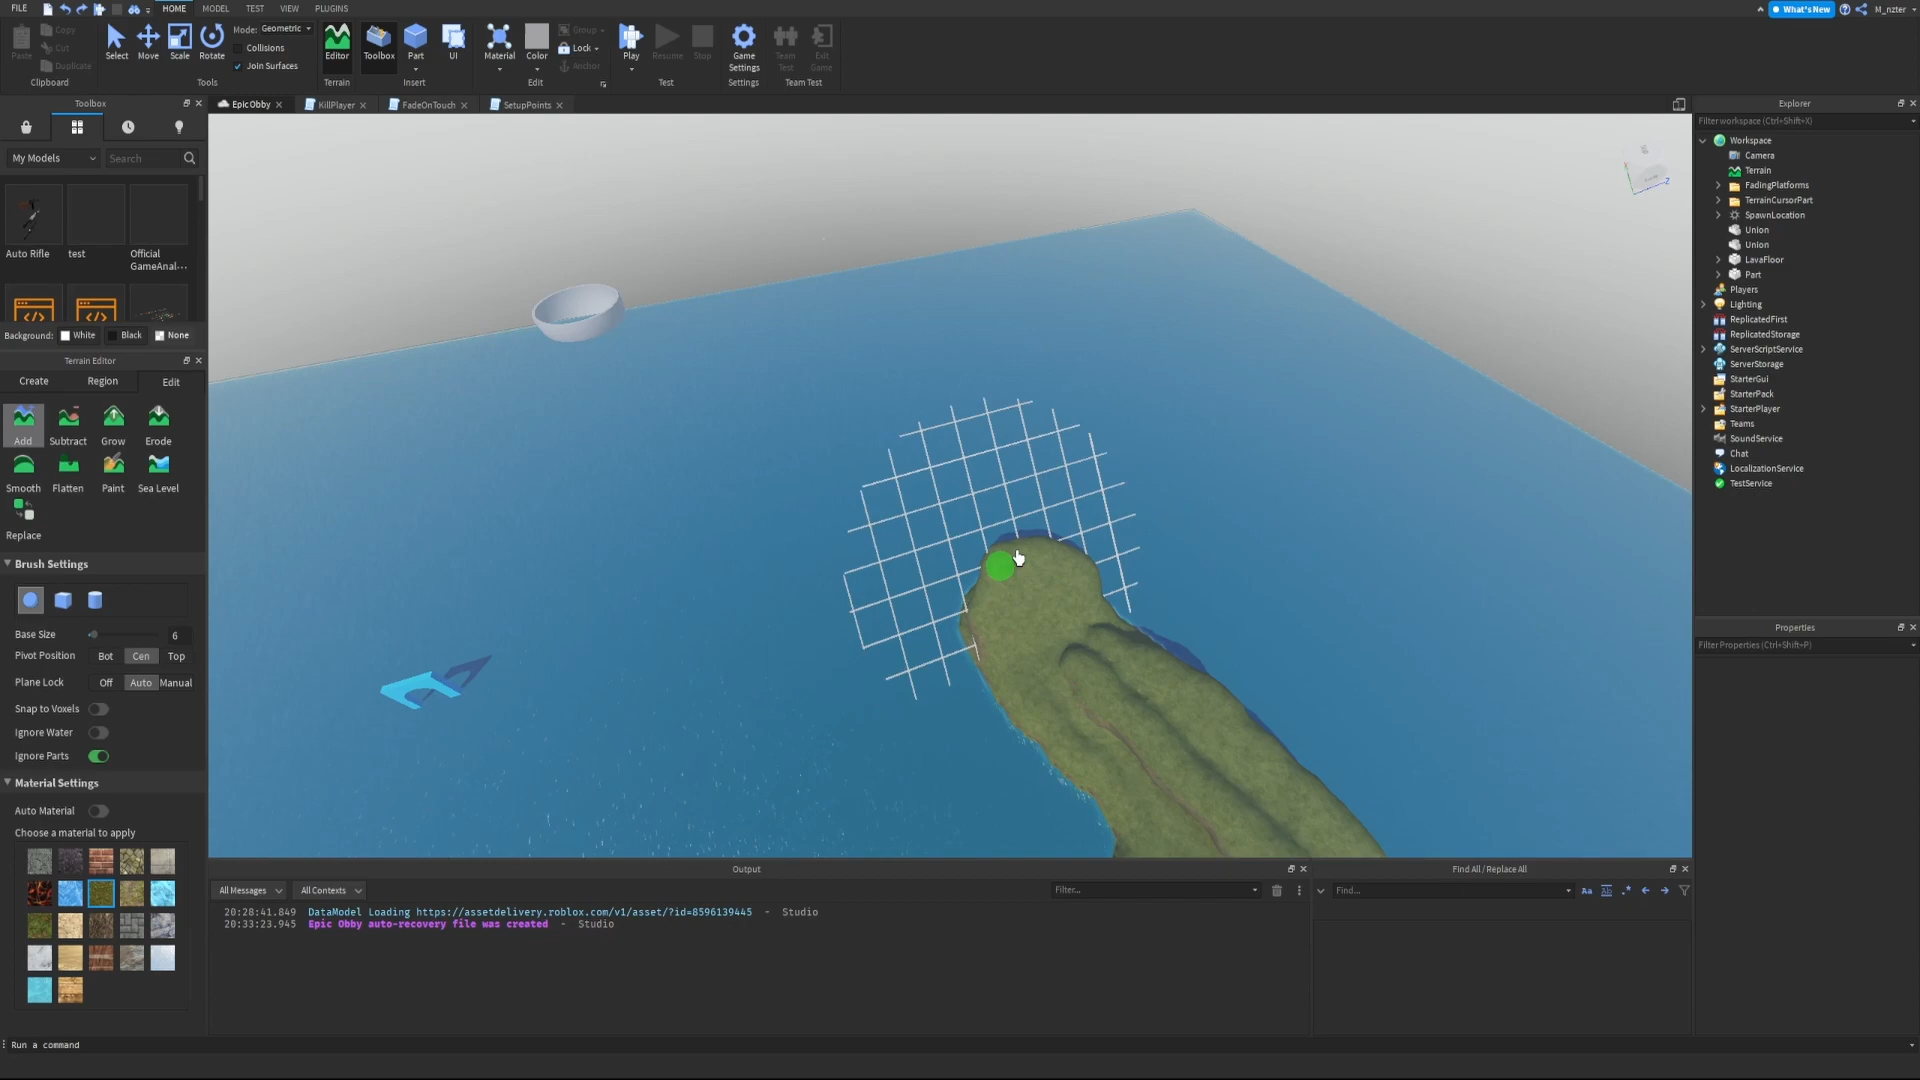 FILE HOME MODEL TEST VIEW PLUGINS What's New M_nzter
Paste Copy Cut Duplicate Select Move Scale Rotate Mode: Geometric Collisions Join Surfaces Editor Toolbox Part UI Material Color Group Lock Anchor Play Resume Stop Game Settings Team Test Exit Game
Clipboard Tools Terrain Insert Edit Test Settings Team Test
Toolbox
EpicObby KillPlayer FadeOnTouch SetupPoints
My Models Search
Auto Rifle test Official GameAnal...
Background: White Black None
Terrain Editor
Create Region Edit
Add Subtract Grow Erode
Smooth Flatten Paint Sea Level
Replace
Brush Settings
Base Size 6
Pivot Position Bot Cen Top
Plane Lock Off Auto Manual
Snap to Voxels
Ignore Water
Ignore Parts
Material Settings
Auto Material
Choose a material to apply
Output
All Messages All Contexts Filter...
20:28:41.849 DataModel Loading https://assetdelivery.roblox.com/v1/asset/?id=8596139445 - Studio
20:33:23.945 Epic Obby auto-recovery file was created - Studio
Find All / Replace All
Find... Aa Ab .*
Explorer
Filter workspace (Ctrl+Shift+X)
Workspace
Camera
Terrain
FadingPlatforms
TerrainCursorPart
SpawnLocation
Union
Union
LavaFloor
Part
Players
Lighting
ReplicatedFirst
ReplicatedStorage
ServerScriptService
ServerStorage
StarterGui
StarterPack
StarterPlayer
Teams
SoundService
Chat
LocalizationService
TestService
Properties
Filter Properties (Ctrl+Shift+P)
Run a command